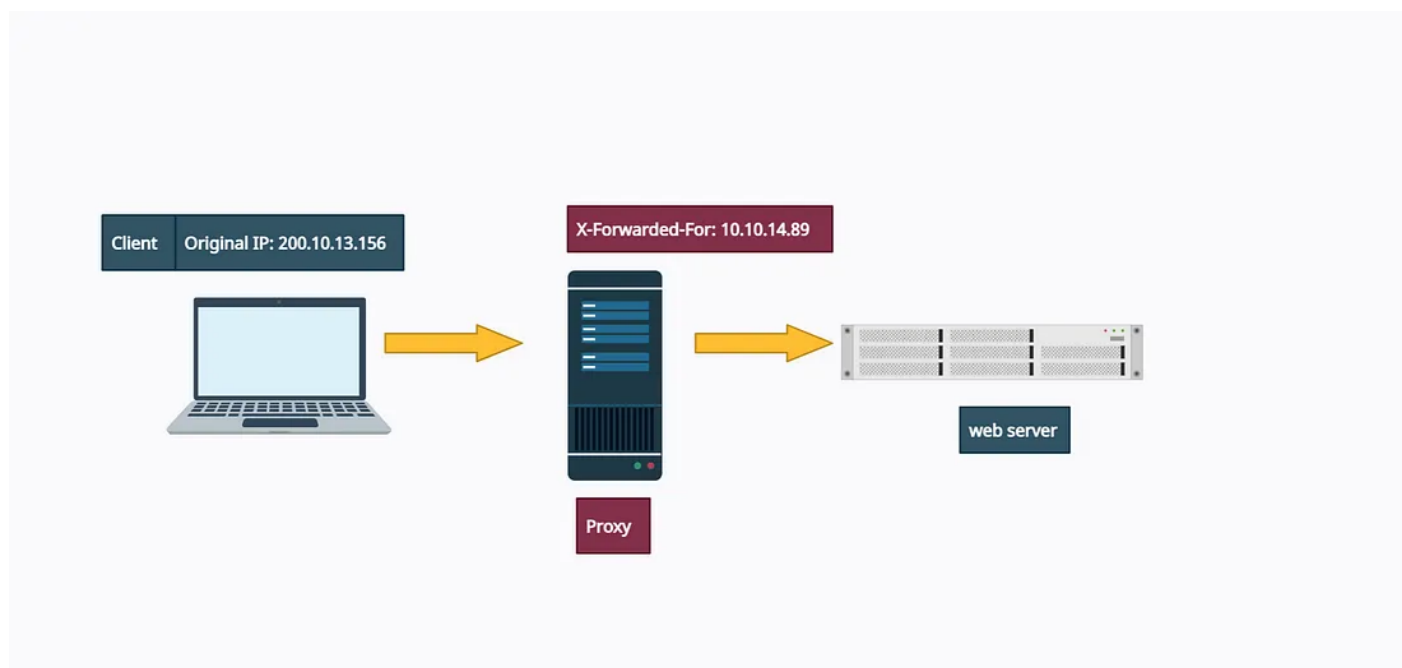 Client
Original IP: 200.10.13.156
X-Forwarded-For: 10.10.14.89
web server
Proxy